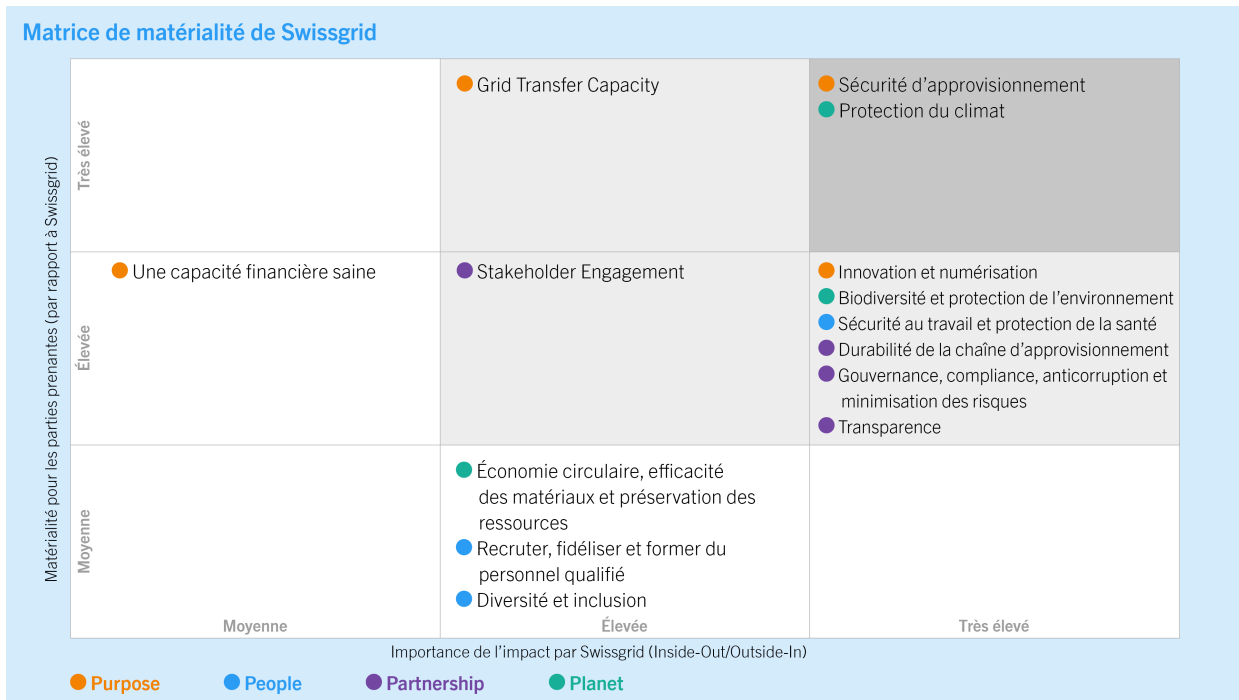 Matrice de matérialité de Swissgrid
Matérialité pour les parties prenantes (par rapport à Swissgrid)
Très élevé
Grid Transfer Capacity
Sécurité d'approvisionnement
Protection du climat
Élevée
Une capacité financière saine
Stakeholder Engagement
Innovation et numérisation
Biodiversité et protection de l'environnement
Sécurité au travail et protection de la santé
Durabilité de la chaîne d'approvisionnement
Gouvernance, compliance, anticorruption et
minimisation des risques
Transparence
Moyenne
Économie circulaire, efficacité
des matériaux et préservation des
ressources
Recruter, fidéliser et former du
personnel qualifié
Diversité et inclusion
Moyenne
Élevée
Très élevé
Importance de l'impact par Swissgrid (Inside-Out/Outside-In)
Purpose
People
Partnership
Planet